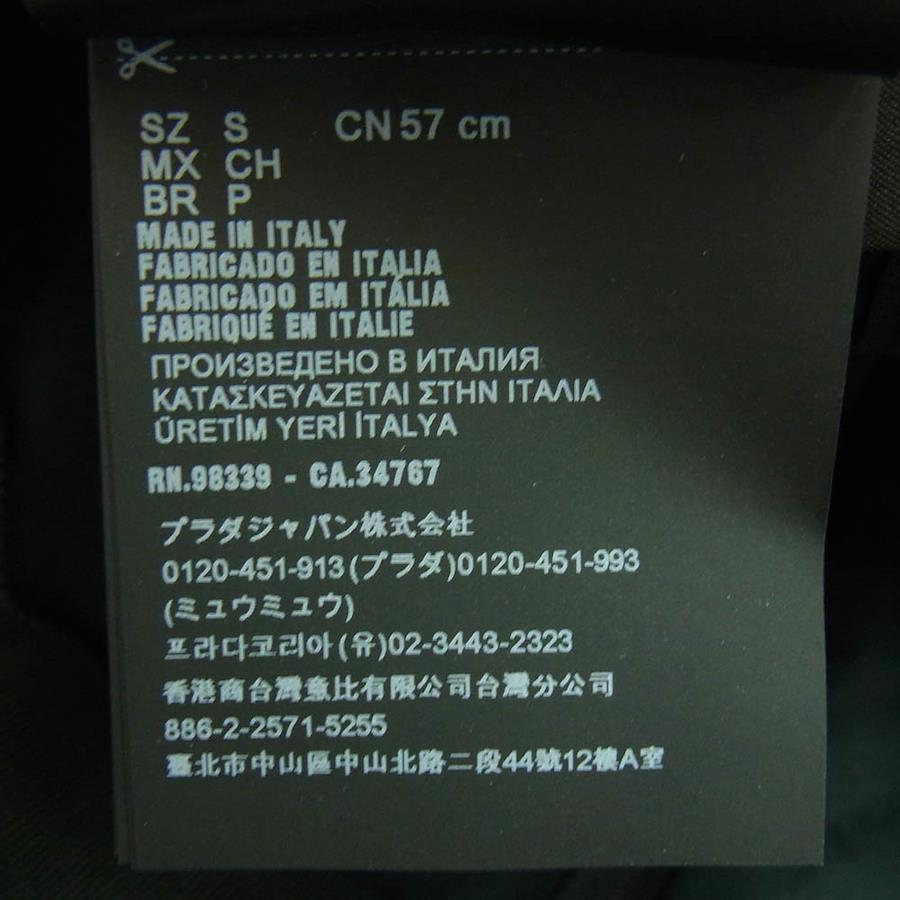 SZ S CN 57 cm
MX CH
BR P
MADE IN ITALY
FABRICADO EN ITALIA
FABRICADO EM ITÁLIA
FABRIQUÉ EN ITALIE
ПРОИЗВЕДЕНО В ИТАЛИЯ
ΚΑΤΑΣΚΕΥΑΖΕΤΑΙ ΣΤΗΝ ΙΤΑΛΙΑ
ÜRETİM YERİ İTALYA
RN.98339 - CA.34767
プラダジャパン株式会社
0120-451-913(プラダ)0120-451-993
(ミュウミュウ)
프라다코리아(유)02-3443-2323
香港商台灣意比有限公司台灣分公司
886-2-2571-5255
臺北市中山區中山北路二段44號12樓A室